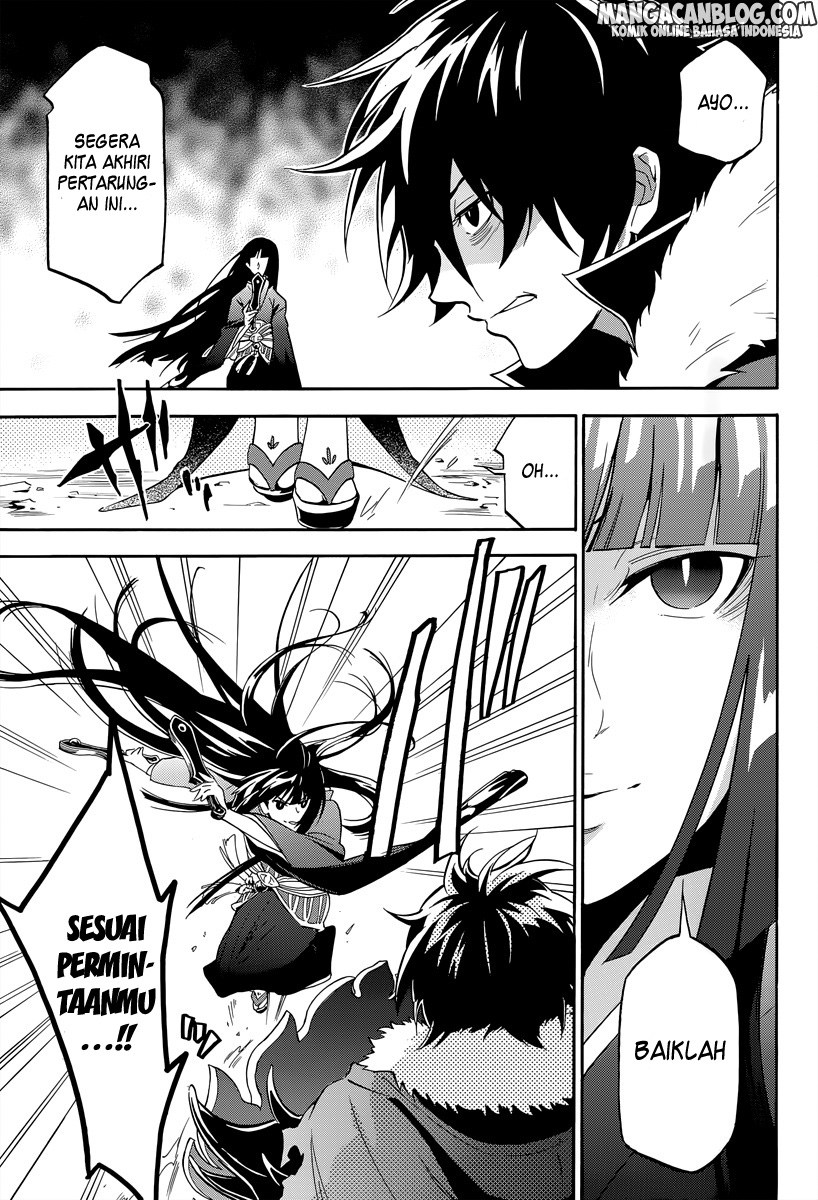 MANGACANBLOG.COM
KOMIK ONLINE BAHASA INDONESIA
AYO...
SEGERA
KITA AKHIRI
PERTARUNG-
AN INI...
OH...
BAIKLAH
SESUAI
PERMIN-
TAANMU
...!!